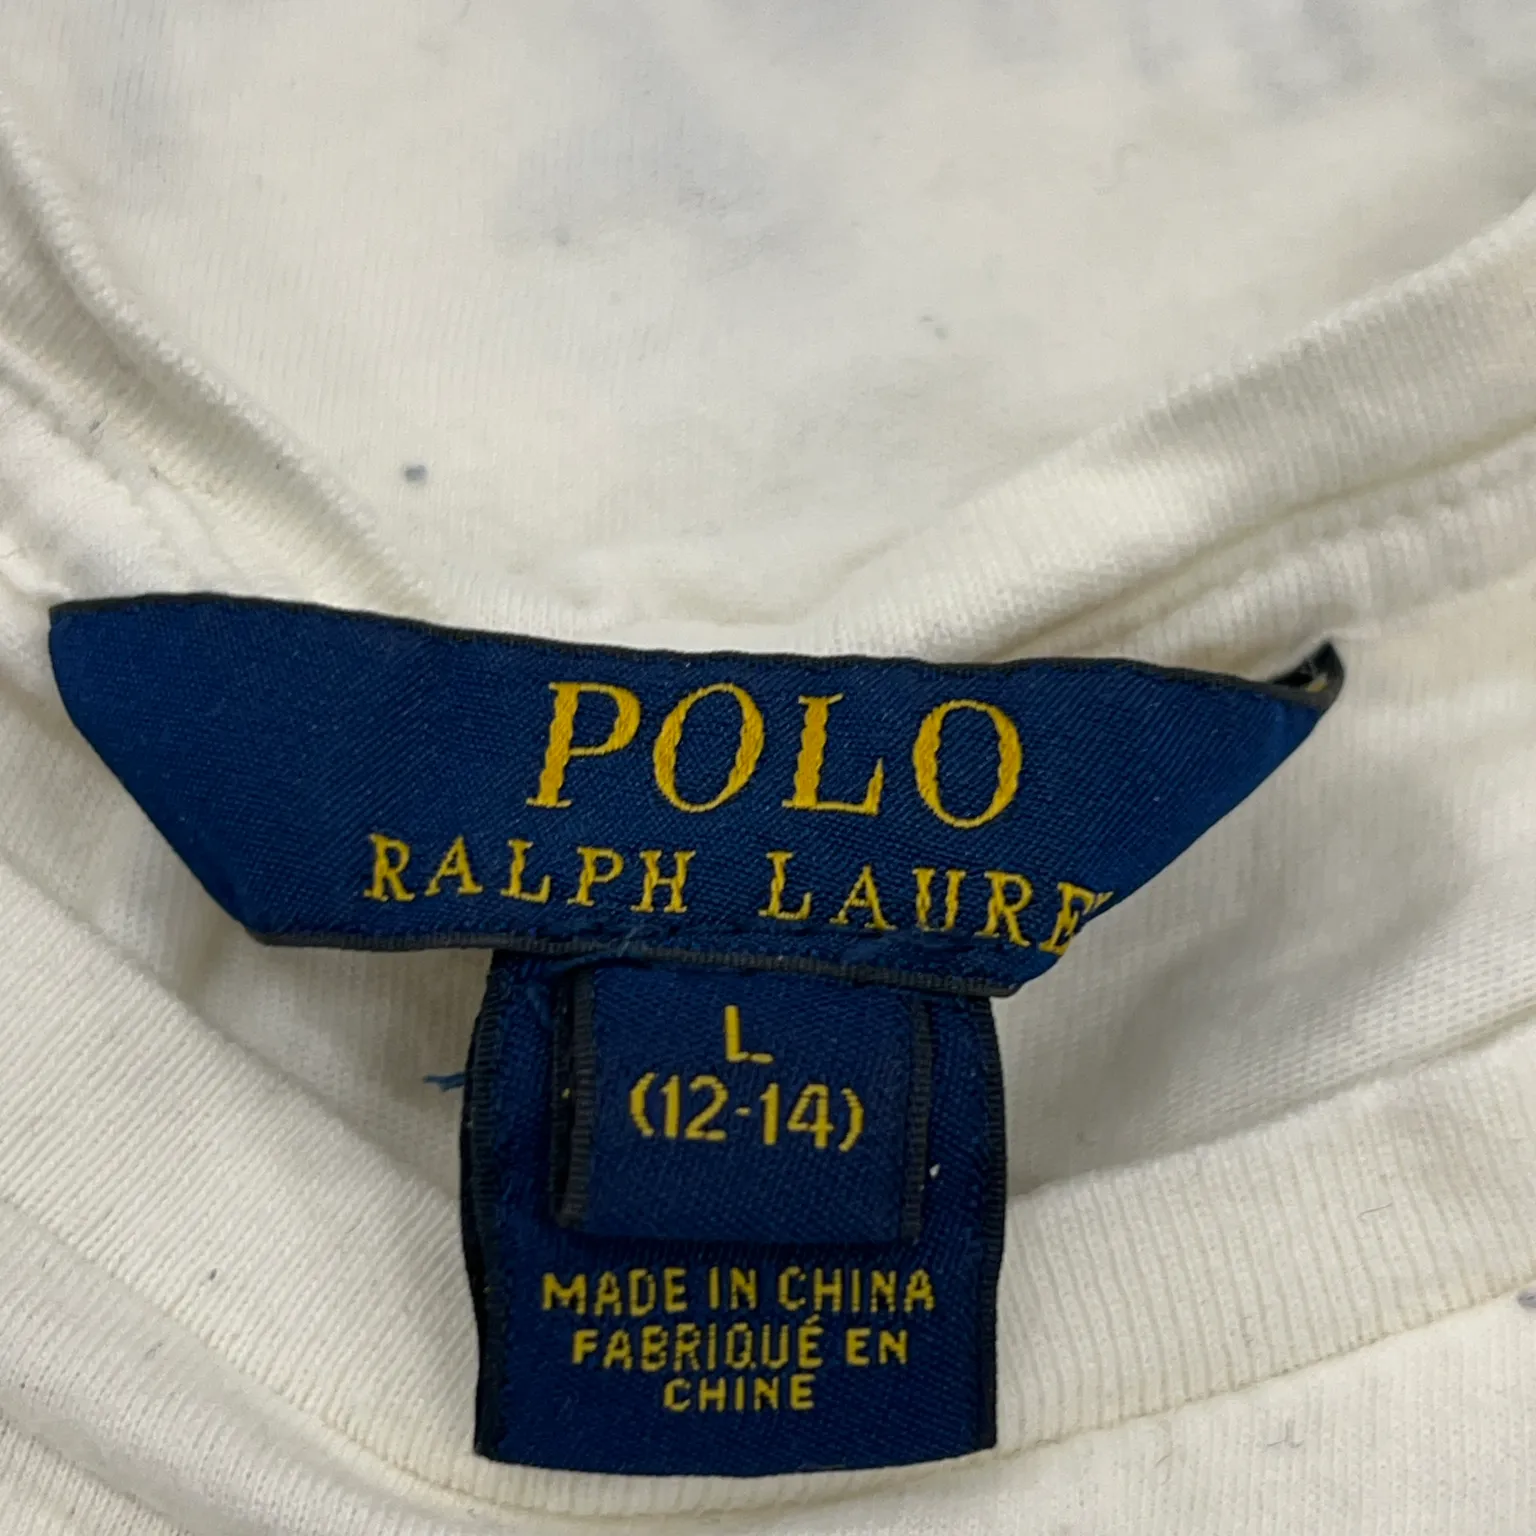 POLO
RALPH LAURE
L
(12-14)
MADE IN CHINA
FABRIQUÉ EN
CHINE